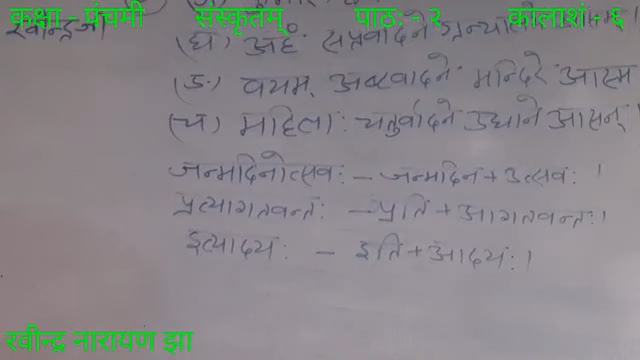 कक्षा - पंचमी संस्कृतम् पाठः - २ कालांशः - ६
(घ) अहं सप्तवादने ग्रन्थालये
(ङ) वयम् अष्टवादने मन्दिरे आस्म
(च) महिलाः चतुर्वादने उद्याने आसन्
जन्मदिनोत्सवः - जन्मदिन + उत्सवः ।
प्रत्यागतवन्तः - प्रति + आगतवन्तः ।
इत्यादयः - इति + आदयः ।
रवीन्द्र नारायण झा